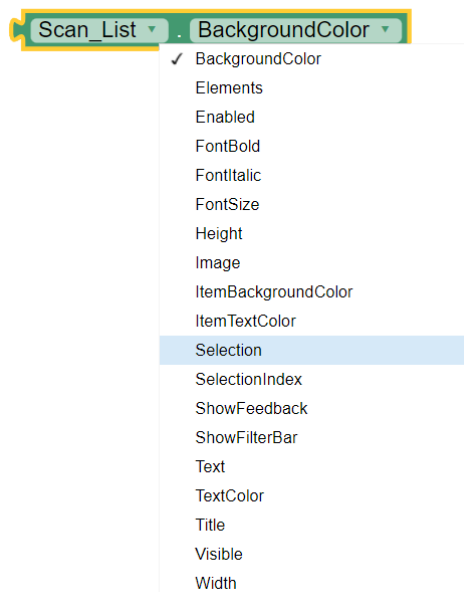 Scan_List . BackgroundColor
BackgroundColor
Elements
Enabled
FontBold
FontItalic
FontSize
Height
Image
ItemBackgroundColor
ItemTextColor
Selection
SelectionIndex
ShowFeedback
ShowFilterBar
Text
TextColor
Title
Visible
Width